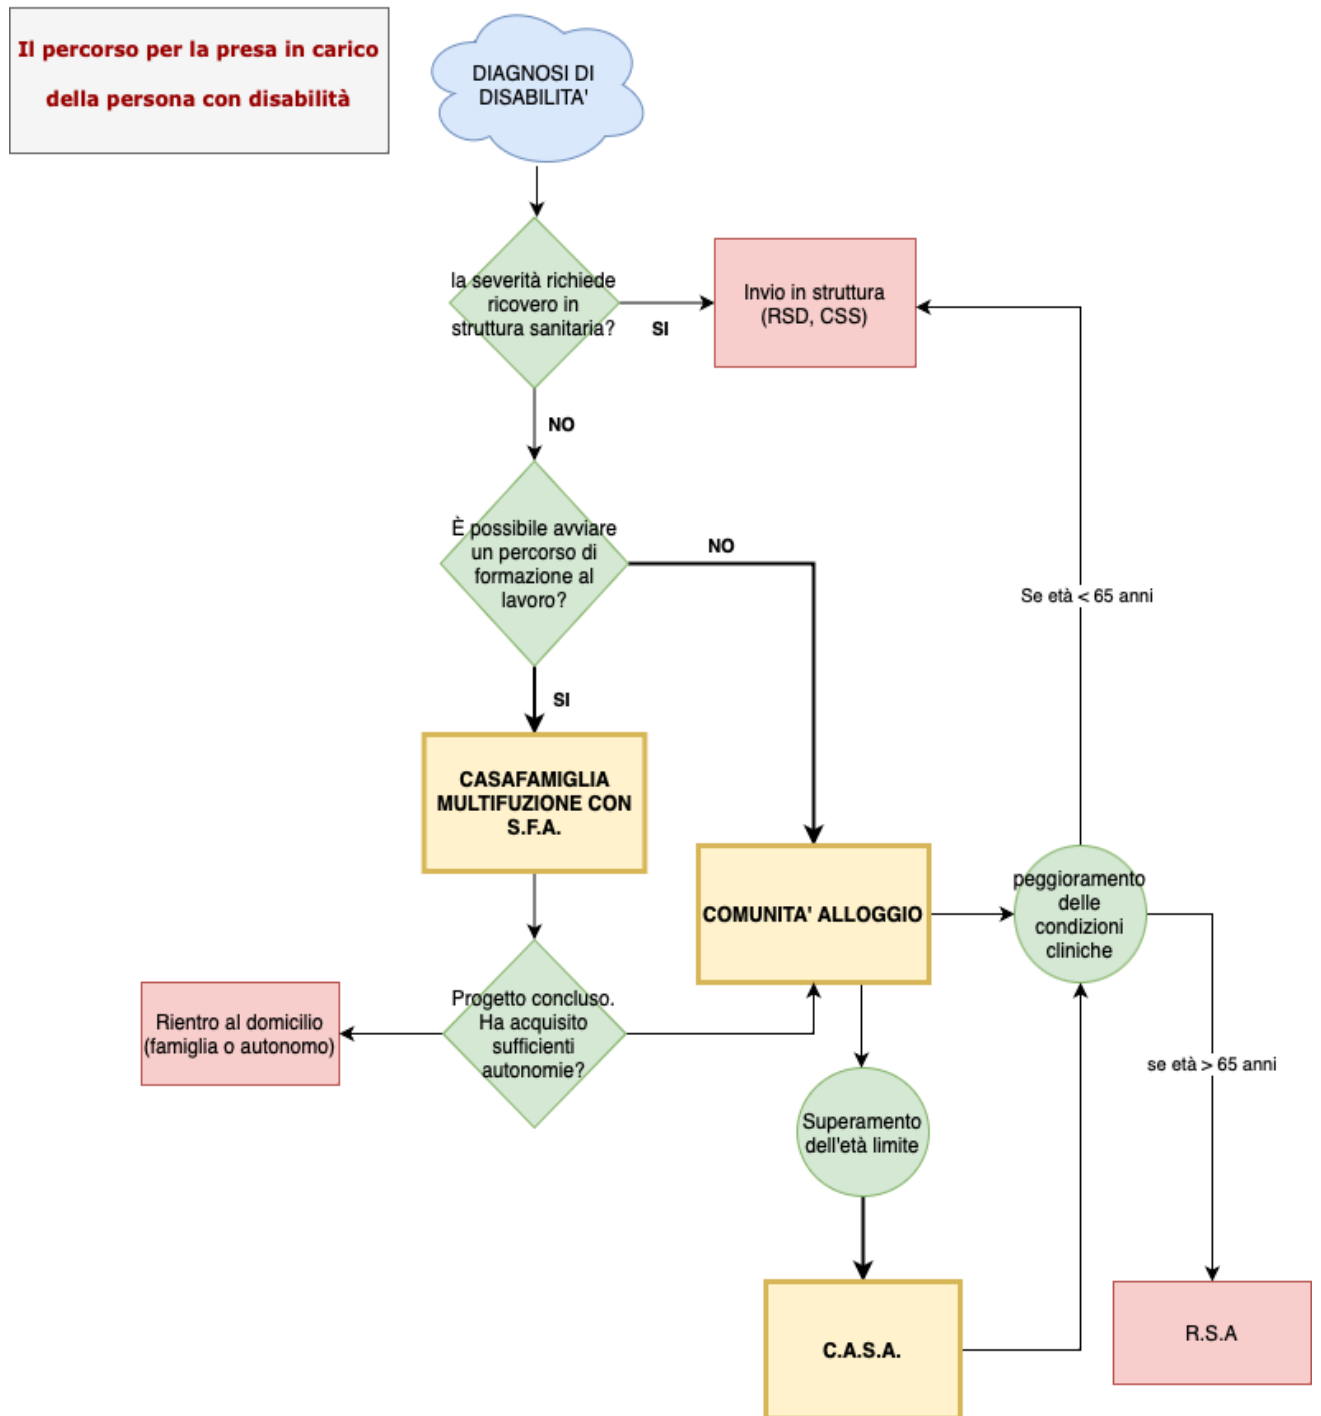 Il percorso per la presa in carico
della persona con disabilità
DIAGNOSI DI
DISABILITA'
la severità richiede
ricovero in
struttura sanitaria?
SI
Invio in struttura
(RSD, CSS)
NO
È possibile avviare
un percorso di
formazione al
lavoro?
NO
Se età < 65 anni
SI
CASAFAMIGLIA
MULTIFUZIONE CON
S.F.A.
COMUNITA' ALLOGGIO
peggioramento
delle
condizioni
cliniche
Progetto concluso.
Ha acquisito
sufficienti
autonomie?
Rientro al domicilio
(famiglia o autonomo)
se età > 65 anni
Superamento
dell'età limite
C.A.S.A.
R.S.A